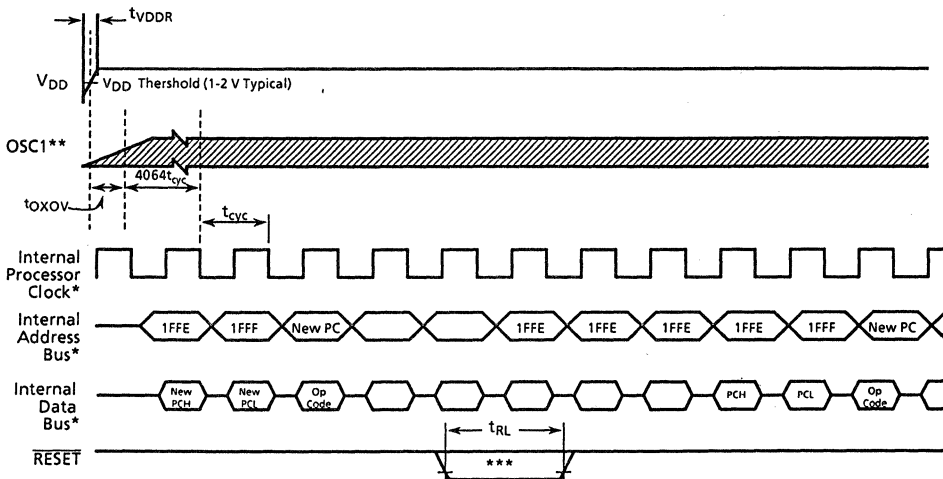 tVDDR
VDD
VDD Thershold (1-2 V Typical)
OSC1**
4064tcyc
tOXOV
tcyc
Internal
Processor
Clock*
Internal
Address
Bus*
1FFE 1FFF New PC 1FFE 1FFE 1FFE 1FFE 1FFF New PC
Internal
Data
Bus*
New PCH
New PCL
Op Code
PCH
PCL
Op Code
tRL
RESET
***